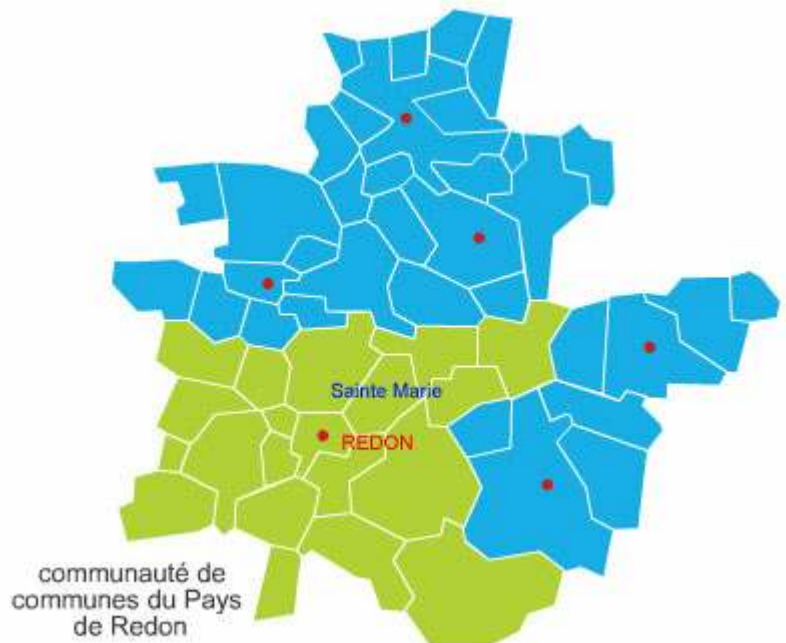 Sainte Marie
REDON
communauté de
communes du Pays
de Redon